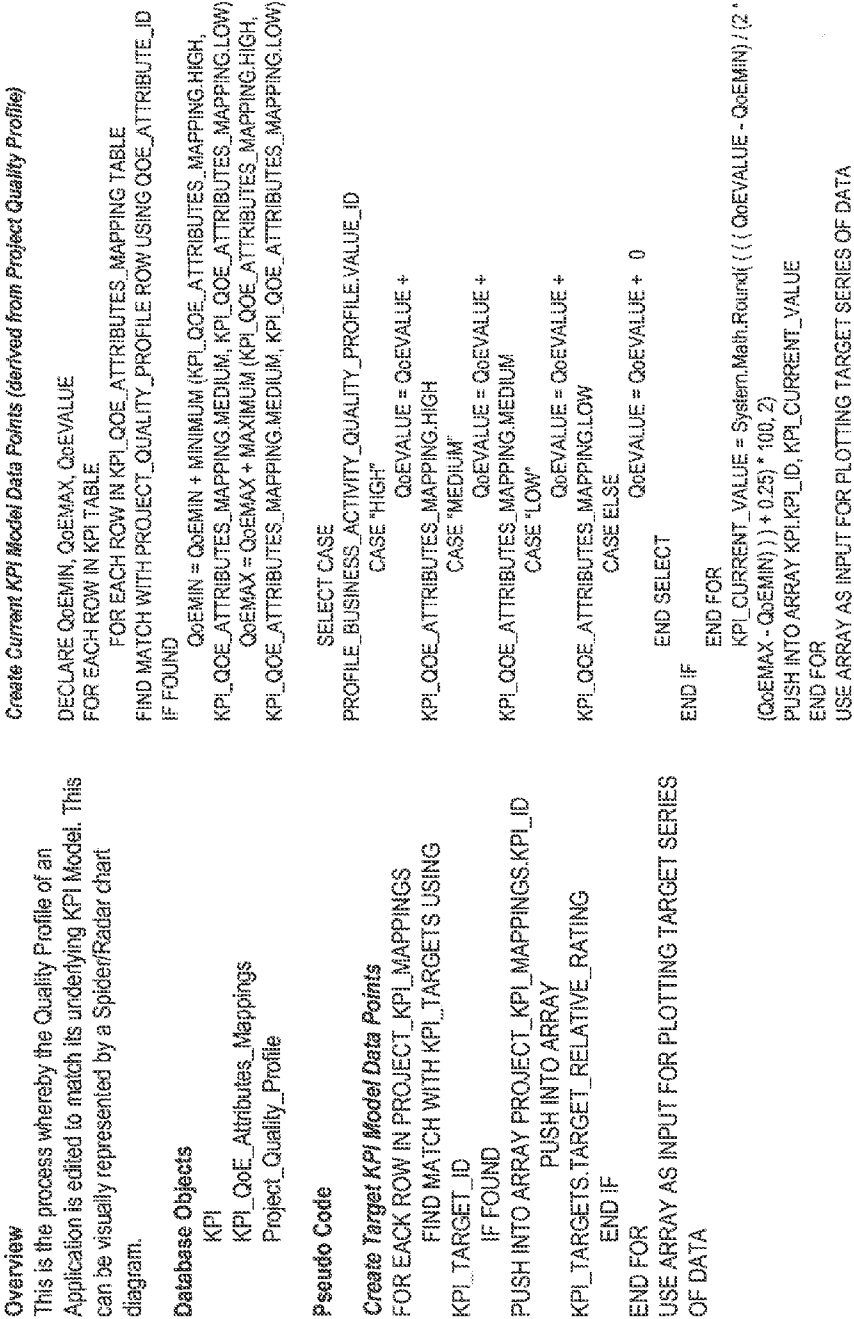 Overview
This is the process whereby the Quality Profile of an
Application is edited to match its underlying KPI Model. This
can be visually represented by a Spider/Radar chart
diagram.
Database Objects
KPI
KPI_QoE_Attributes_Mappings
Project_Quality_Profile
Pseudo Code
Create Target KPI Model Data Points
FOR EACK ROW IN PROJECT_KPI_MAPPINGS
FIND MATCH WITH KPI_TARGETS USING
KPI_TARGET_ID
IF FOUND
PUSH INTO ARRAY PROJECT_KPI_MAPPINGS.KPI_ID
PUSH INTO ARRAY
KPI_TARGETS.TARGET_RELATIVE_RATING
END IF
END FOR
USE ARRAY AS INPUT FOR PLOTTING TARGET SERIES
OF DATA
Create Current KPI Model Data Points (derived from Project Quality Profile)
DECLARE QoEMIN, QoEMAX, QoEVALUE
FOR EACH ROW IN KPI TABLE
FOR EACH ROW IN KPI_QOE_ATTRIBUTES_MAPPING TABLE
FIND MATCH WITH PROJECT_QUALITY_PROFILE ROW USING QOE_ATTRIBUTE_ID
IF FOUND
QoEMIN = QoEMIN + MINIMUM (KPI_QOE_ATTRIBUTES_MAPPING.HIGH,
KPI_QOE_ATTRIBUTES_MAPPING.MEDIUM, KPI_QOE_ATTRIBUTES_MAPPING.LOW)
QoEMAX = QoEMAX + MAXIMUM (KPI_QOE_ATTRIBUTES_MAPPING.HIGH,
KPI_QOE_ATTRIBUTES_MAPPING.MEDIUM, KPI_QOE_ATTRIBUTES_MAPPING.LOW)
SELECT CASE
PROFILE_BUSINESS_ACTIVITY_QUALITY_PROFILE.VALUE_ID
CASE "HIGH"
QoEVALUE = QoEVALUE +
KPI_QOE_ATTRIBUTES_MAPPING.HIGH
CASE "MEDIUM"
QoEVALUE = QoEVALUE +
KPI_QOE_ATTRIBUTES_MAPPING.MEDIUM
CASE "LOW"
QoEVALUE = QoEVALUE +
KPI_QOE_ATTRIBUTES_MAPPING.LOW
CASE ELSE
QoEVALUE = QoEVALUE + 0
END SELECT
END IF
END FOR
KPI_CURRENT_VALUE = System.Math.Round( ( ( ( QoEVALUE - QoEMIN) / (2 *
(QoEMAX - QoEMIN) ) ) + 0.25) * 100, 2)
PUSH INTO ARRAY KPI.KPI_ID, KPI_CURRENT_VALUE
END FOR
USE ARRAY AS INPUT FOR PLOTTING TARGET SERIES OF DATA